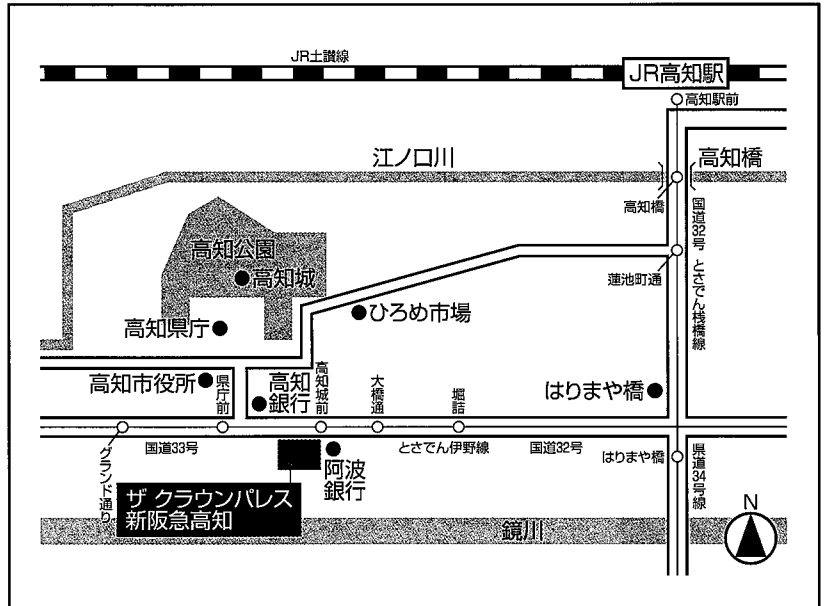 JR土讃線
JR高知駅
高知駅前
江ノ口川
高知橋
高知橋
国道32号 とさでん桟橋線
蓮池町通
高知公園
高知城
ひろめ市場
高知県庁
高知市役所
県庁前
高知
銀行
高知城前
大橋通
堀詰
はりまや橋
グランド通り
国道33号
とさでん伊野線
国道32号
はりまや橋
県道34号線
阿波
銀行
ザ クラウンパレス
新阪急高知
鏡川
N